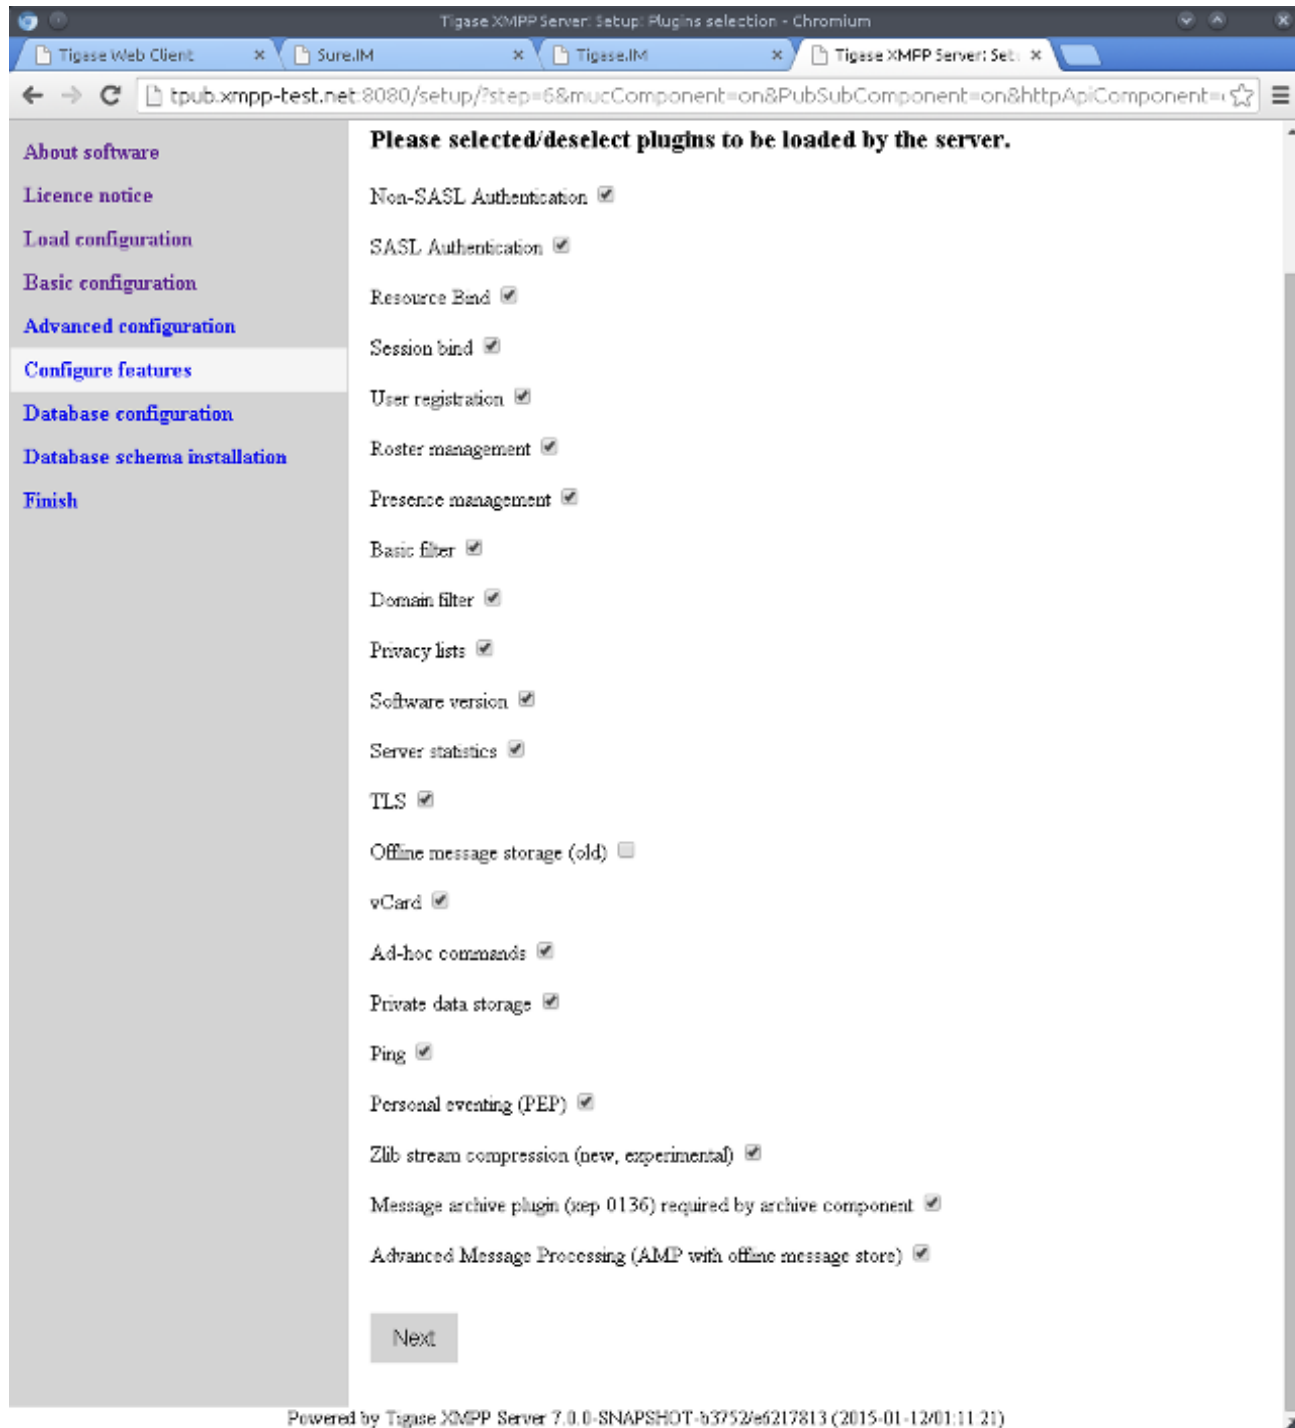 Tigase XMPP Server: Setup: Plugins selection - Chromium
Tigase Web Client
Sure.IM
Tigase.IM
Tigase XMPP Server: Setu
tpub.xmpp-test.net:8080/setup/?step=6&mucComponent=on&PubSubComponent=on&httpApiComponent=
Please selected/deselect plugins to be loaded by the server.
About software
Licence notice
Load configuration
Basic configuration
Advanced configuration
Configure features
Database configuration
Database schema installation
Finish
Non-SASL Authentication
SASL Authentication
Resource Bind
Session bind
User registration
Roster management
Presence management
Basic filter
Domain filter
Privacy lists
Software version
Server statistics
TLS
Offline message storage (old)
vCard
Ad-hoc commands
Private data storage
Ping
Personal eventing (PEP)
Zlib stream compression (new, experimental)
Message archive plugin (xep 0136) required by archive component
Advanced Message Processing (AMP with offline message store)
Next
Powered by Tigase XMPP Server 7.0.0-SNAPSHOT-b3752/e6217813 (2015-01-12/01:11:21)